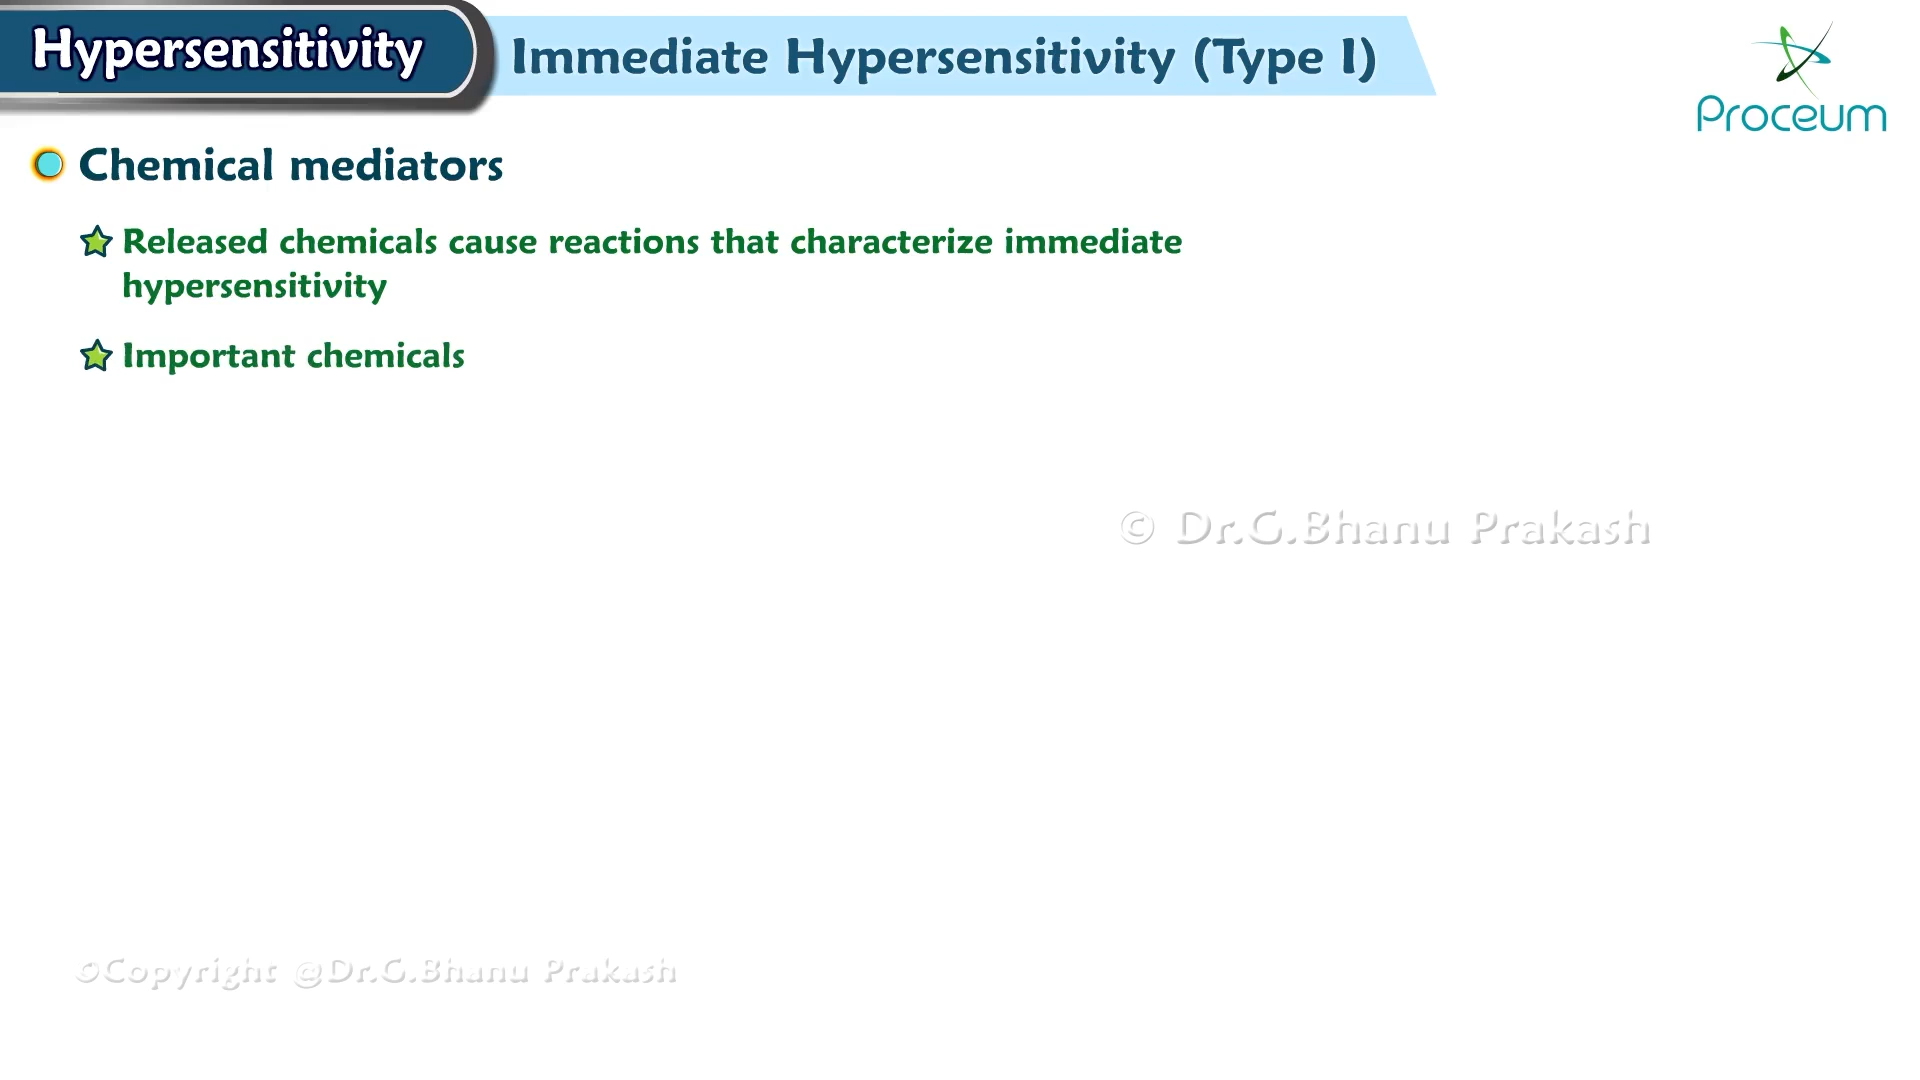 Hypersensitivity
Immediate Hypersensitivity (Type I)
Proceum
Chemical mediators
Released chemicals cause reactions that characterize immediate
hypersensitivity
Important chemicals
© Dr.G.Bhanu Prakash
©Copyright @Dr.G.Bhanu Prakash